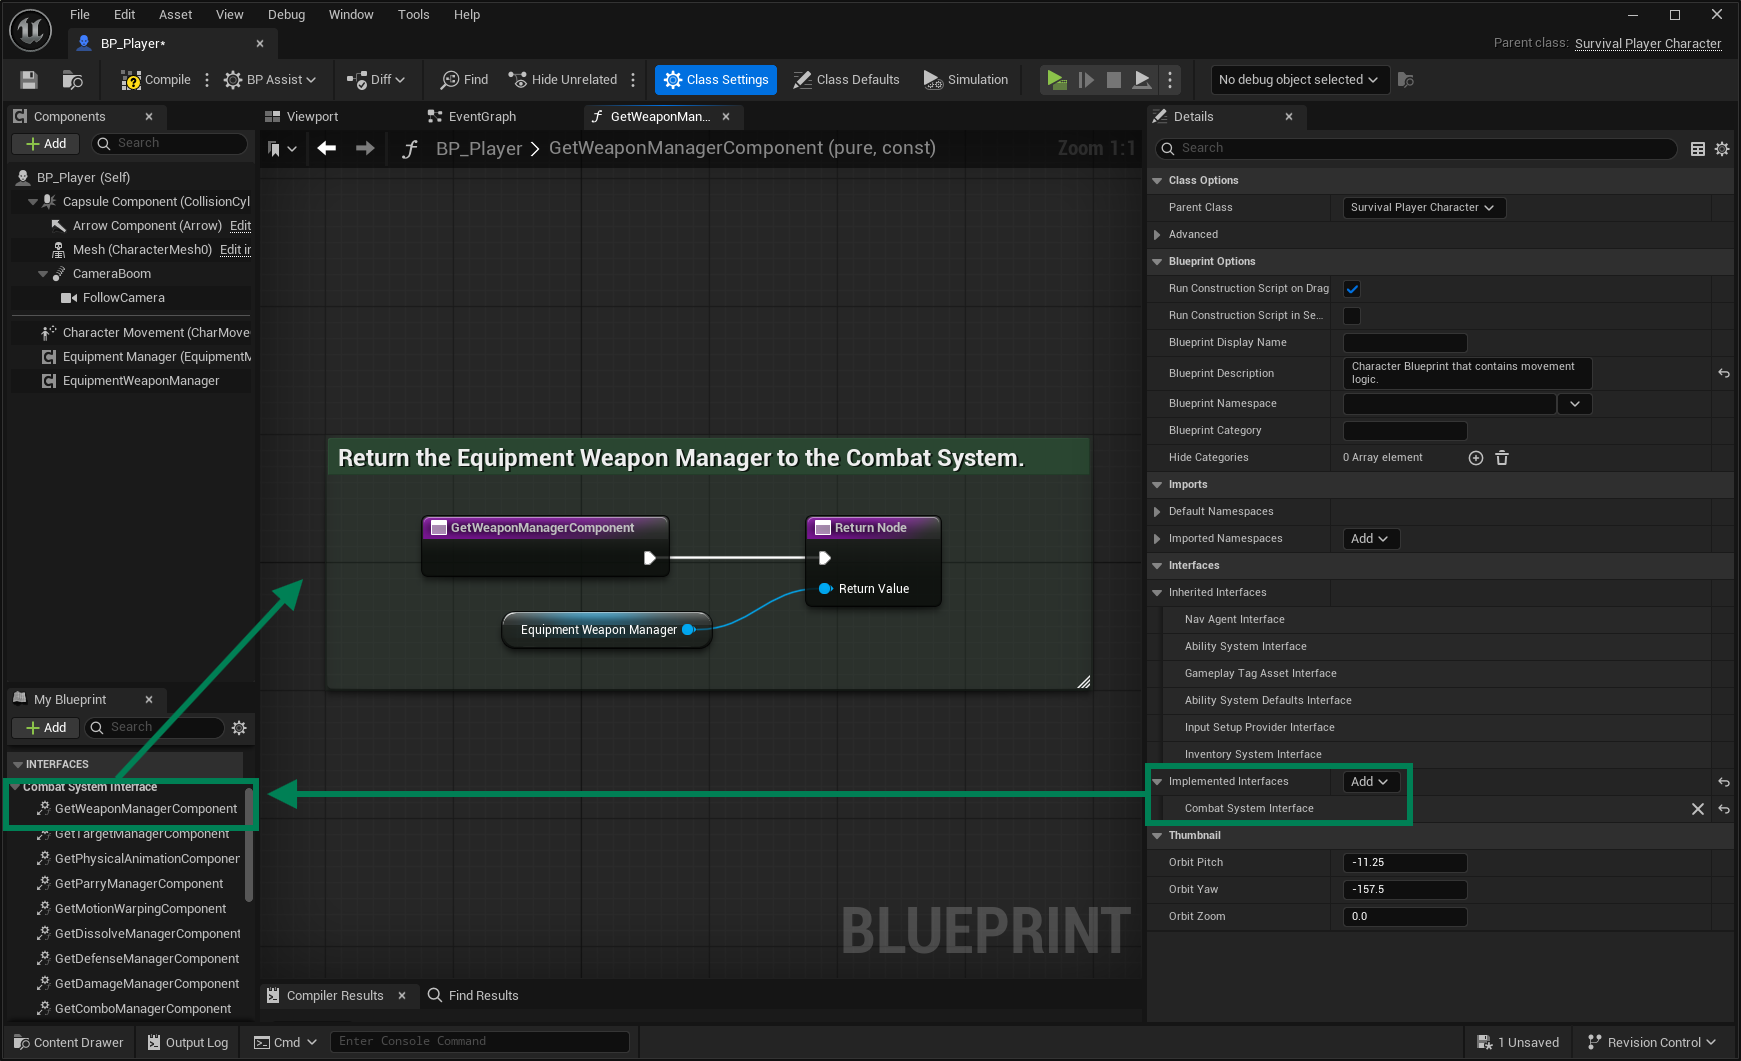 File Edit Asset View Debug Window Tools Help
BP_Player*
Parent class: Survival Player Character
Compile BP Assist Diff Find Hide Unrelated Class Settings Class Defaults Simulation No debug object selected
Components
Add Search
BP_Player (Self)
Capsule Component (CollisionCyl
Arrow Component (Arrow) Edit
Mesh (CharacterMesh0) Edit in
CameraBoom
FollowCamera
Character Movement (CharMove
Equipment Manager (EquipmentM
EquipmentWeaponManager
My Blueprint
Add Search
INTERFACES
Combat System Interface
GetWeaponManagerComponent
GetTargetManagerComponent
GetPhysicalAnimationComponen
GetParryManagerComponent
GetMotionWarpingComponent
GetDissolveManagerComponent
GetDefenseManagerComponent
GetDamageManagerComponent
GetComboManagerComponent
Viewport EventGraph GetWeaponMan...
BP_Player > GetWeaponManagerComponent (pure, const) Zoom 1:1
Return the Equipment Weapon Manager to the Combat System.
GetWeaponManagerComponent
Return Node
Return Value
Equipment Weapon Manager
BLUEPRINT
Compiler Results Find Results
Details
Search
Class Options
Parent Class Survival Player Character
Advanced
Blueprint Options
Run Construction Script on Drag
Run Construction Script in Se...
Blueprint Display Name
Blueprint Description Character Blueprint that contains movement
logic.
Blueprint Namespace
Blueprint Category
Hide Categories 0 Array element
Imports
Default Namespaces
Imported Namespaces Add
Interfaces
Inherited Interfaces
Nav Agent Interface
Ability System Interface
Gameplay Tag Asset Interface
Ability System Defaults Interface
Input Setup Provider Interface
Inventory System Interface
Implemented Interfaces Add
Combat System Interface
Thumbnail
Orbit Pitch -11.25
Orbit Yaw -157.5
Orbit Zoom 0.0
Content Drawer Output Log Cmd Enter Console Command 1 Unsaved Revision Control